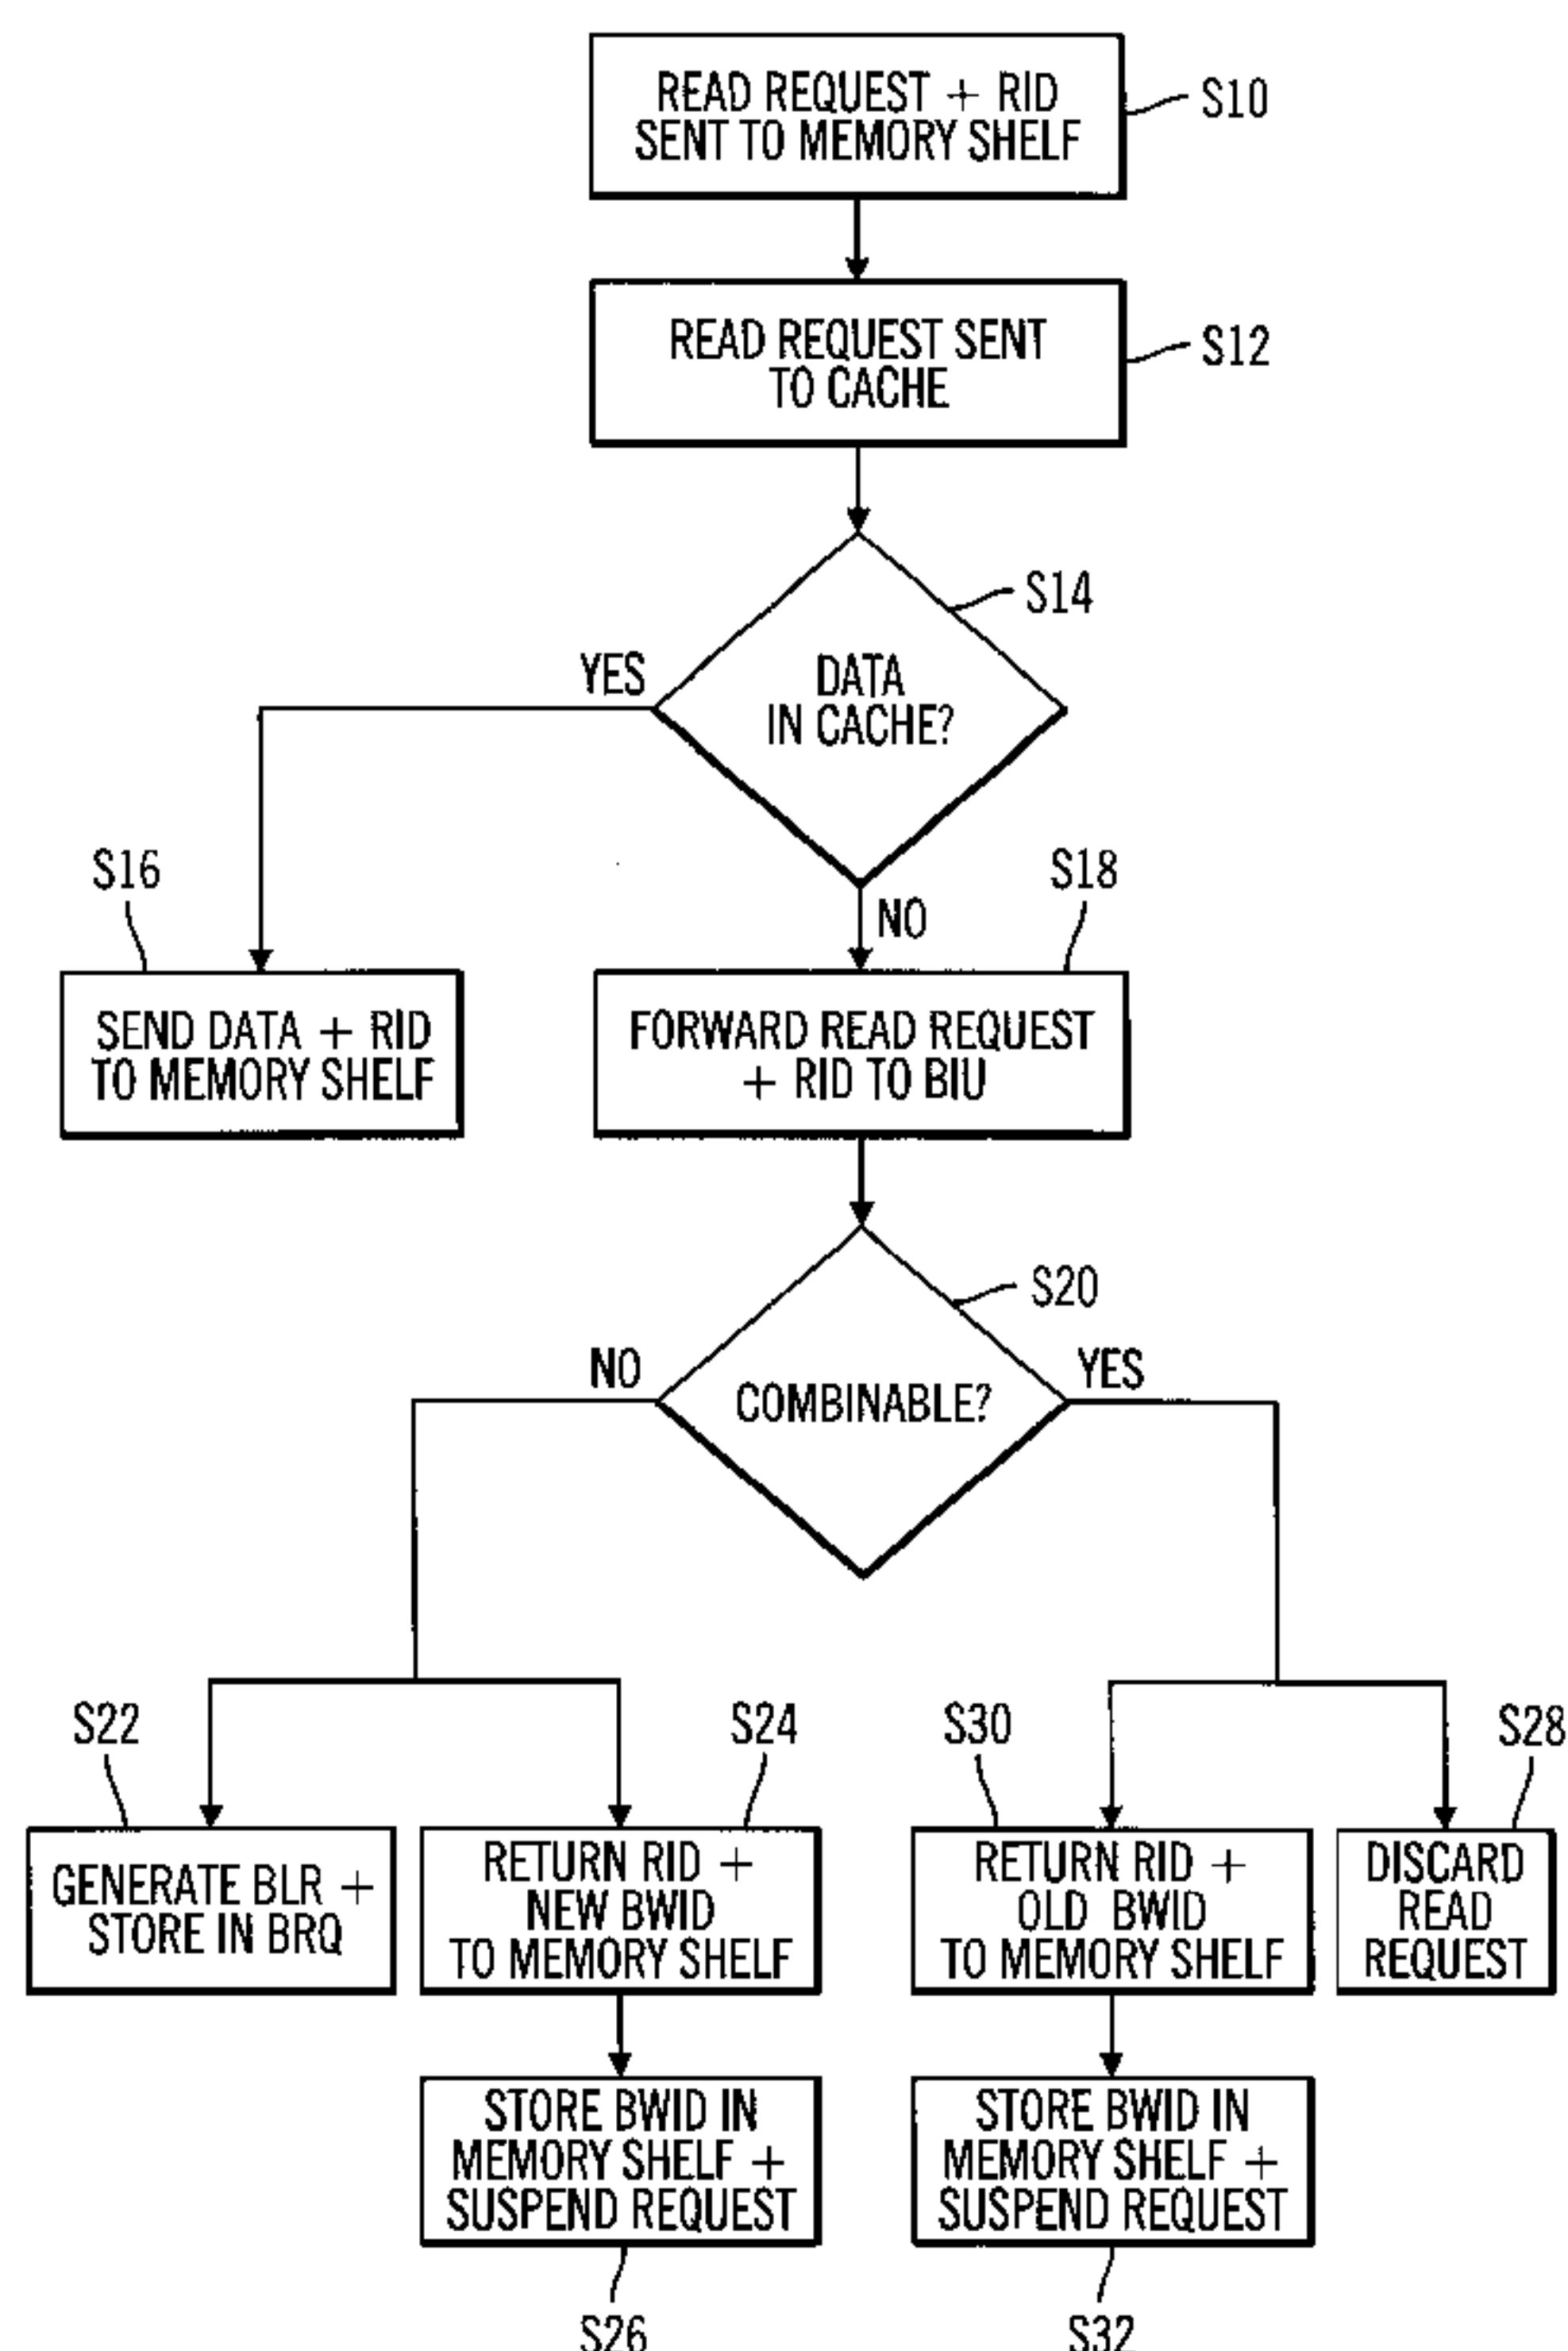 READ REQUEST + RID
SENT TO MEMORY SHELF
S10
READ REQUEST SENT
TO CACHE
S12
S14
YES
DATA
IN CACHE?
S16
S18
NO
SEND DATA + RID
TO MEMORY SHELF
FORWARD READ REQUEST
+ RID TO BIU
S20
NO
YES
COMBINABLE?
S22
S24
S30
S28
GENERATE BLR +
STORE IN BRQ
RETURN RID +
NEW BWID
TO MEMORY SHELF
RETURN RID +
OLD BWID
TO MEMORY SHELF
DISCARD
READ
REQUEST
STORE BWID IN
MEMORY SHELF +
SUSPEND REQUEST
STORE BWID IN
MEMORY SHELF +
SUSPEND REQUEST
S26
S32